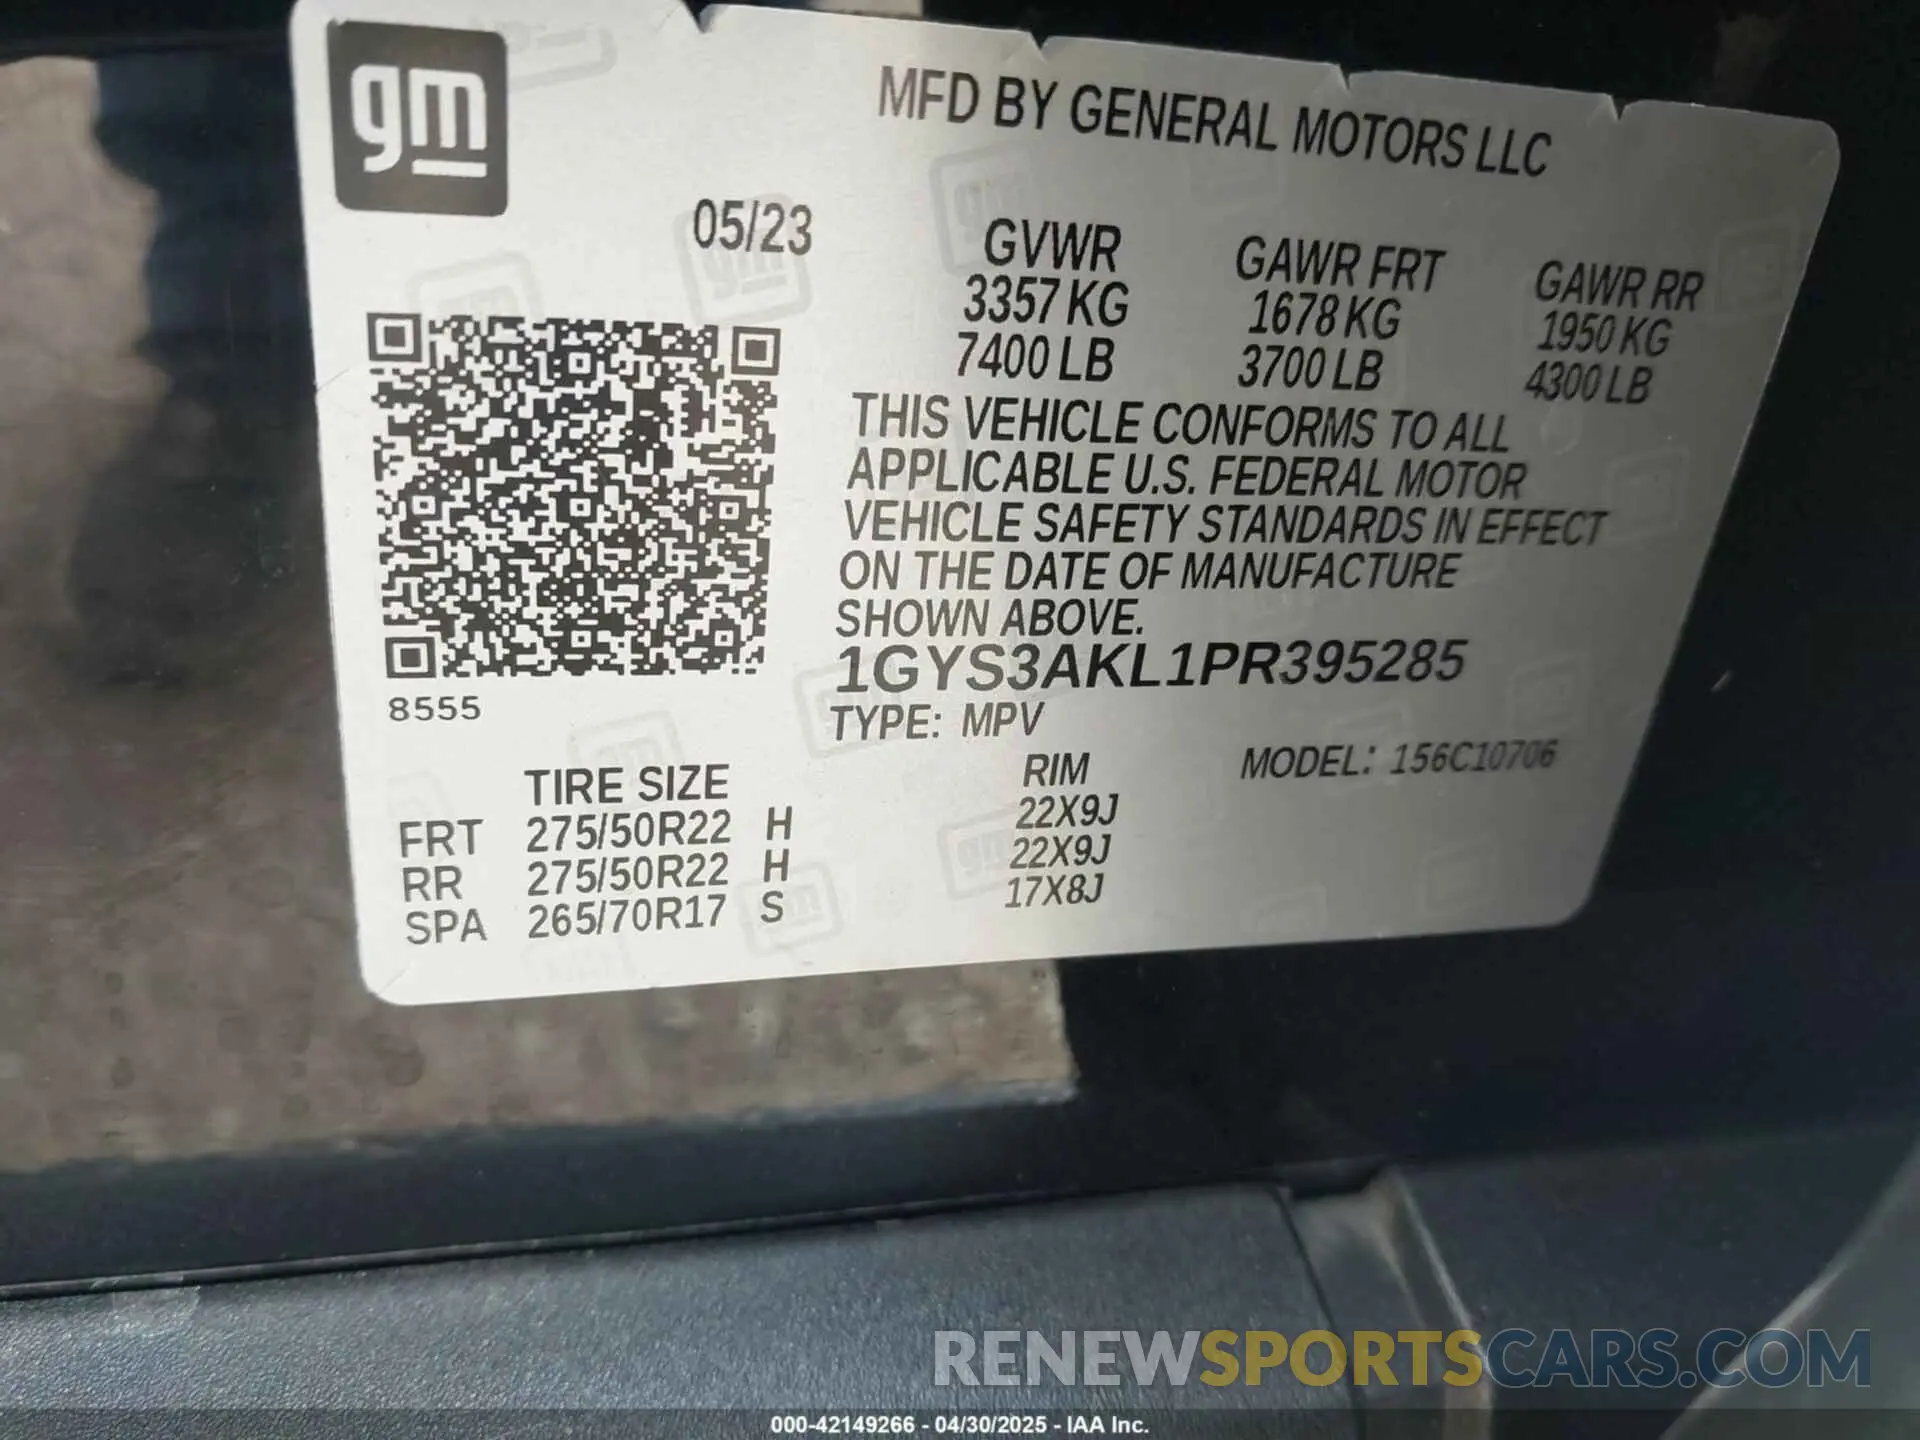 gm
MFD BY GENERAL MOTORS LLC
05/23
GVWR GAWR FRT GAWR RR
3357 KG 1678 KG 1950 KG
7400 LB 3700 LB 4300 LB
THIS VEHICLE CONFORMS TO ALL
APPLICABLE U.S. FEDERAL MOTOR
VEHICLE SAFETY STANDARDS IN EFFECT
ON THE DATE OF MANUFACTURE
SHOWN ABOVE.
1GYS3AKL1PR395285
8555
TYPE: MPV
MODEL: 156C10706
TIRE SIZE RIM
FRT 275/50R22 H 22X9J
RR 275/50R22 H 22X9J
SPA 265/70R17 S 17X8J
RENEWSPORTSCARS.COM
000-42149266 - 04/30/2025 - IAA Inc.